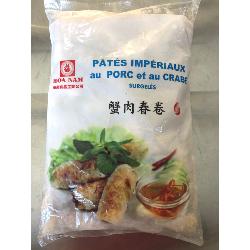 PÂTÉS IMPÉRIAUX
au PORC et au CRABE
SURGELÉS
HOA NAM
蟹肉春卷